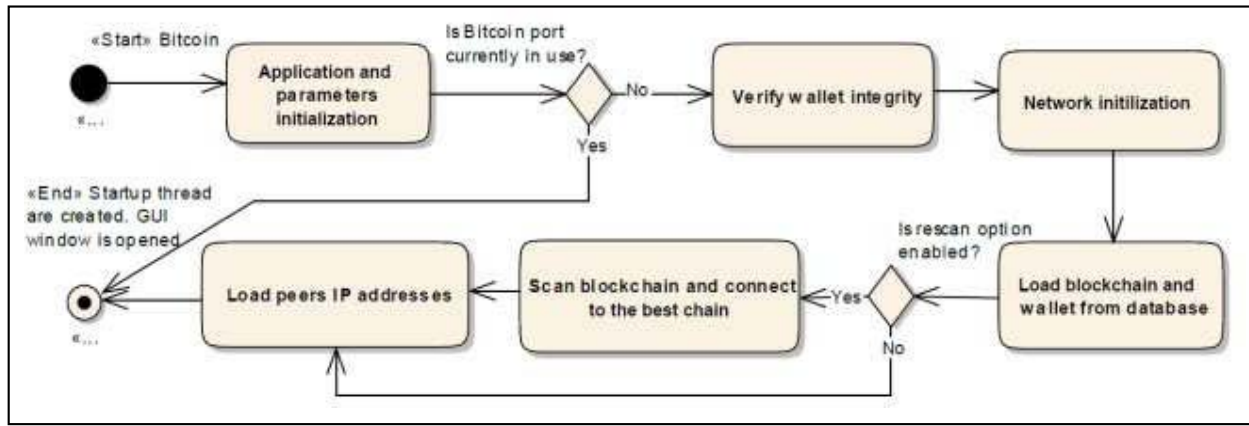 «Start» Bitcoin
Application and
parameters
initialization
«...
Is Bitcoin port
currently in use?
No
Yes
Verify wallet integrity
Network initilization
Is rescan option
enabled?
Load blockchain and
wallet from database
Yes
No
Scan blockchain and connect
to the best chain
Load peers IP addresses
«End» Startup thread
are created. GUI
window is opened
«...